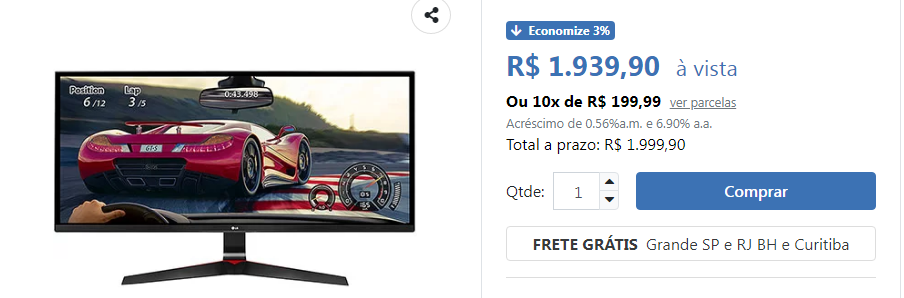 Economize 3%
R$ 1.939,90 à vista
Ou 10x de R$ 199,99 ver parcelas
Acréscimo de 0.56%a.m. e 6.90% a.a.
Total a prazo: R$ 1.999,90
Qtde: 1 Comprar
FRETE GRÁTIS Grande SP e RJ BH e Curitiba
Position Lap
6/12 3/5
0:43.498
GT-S
LG